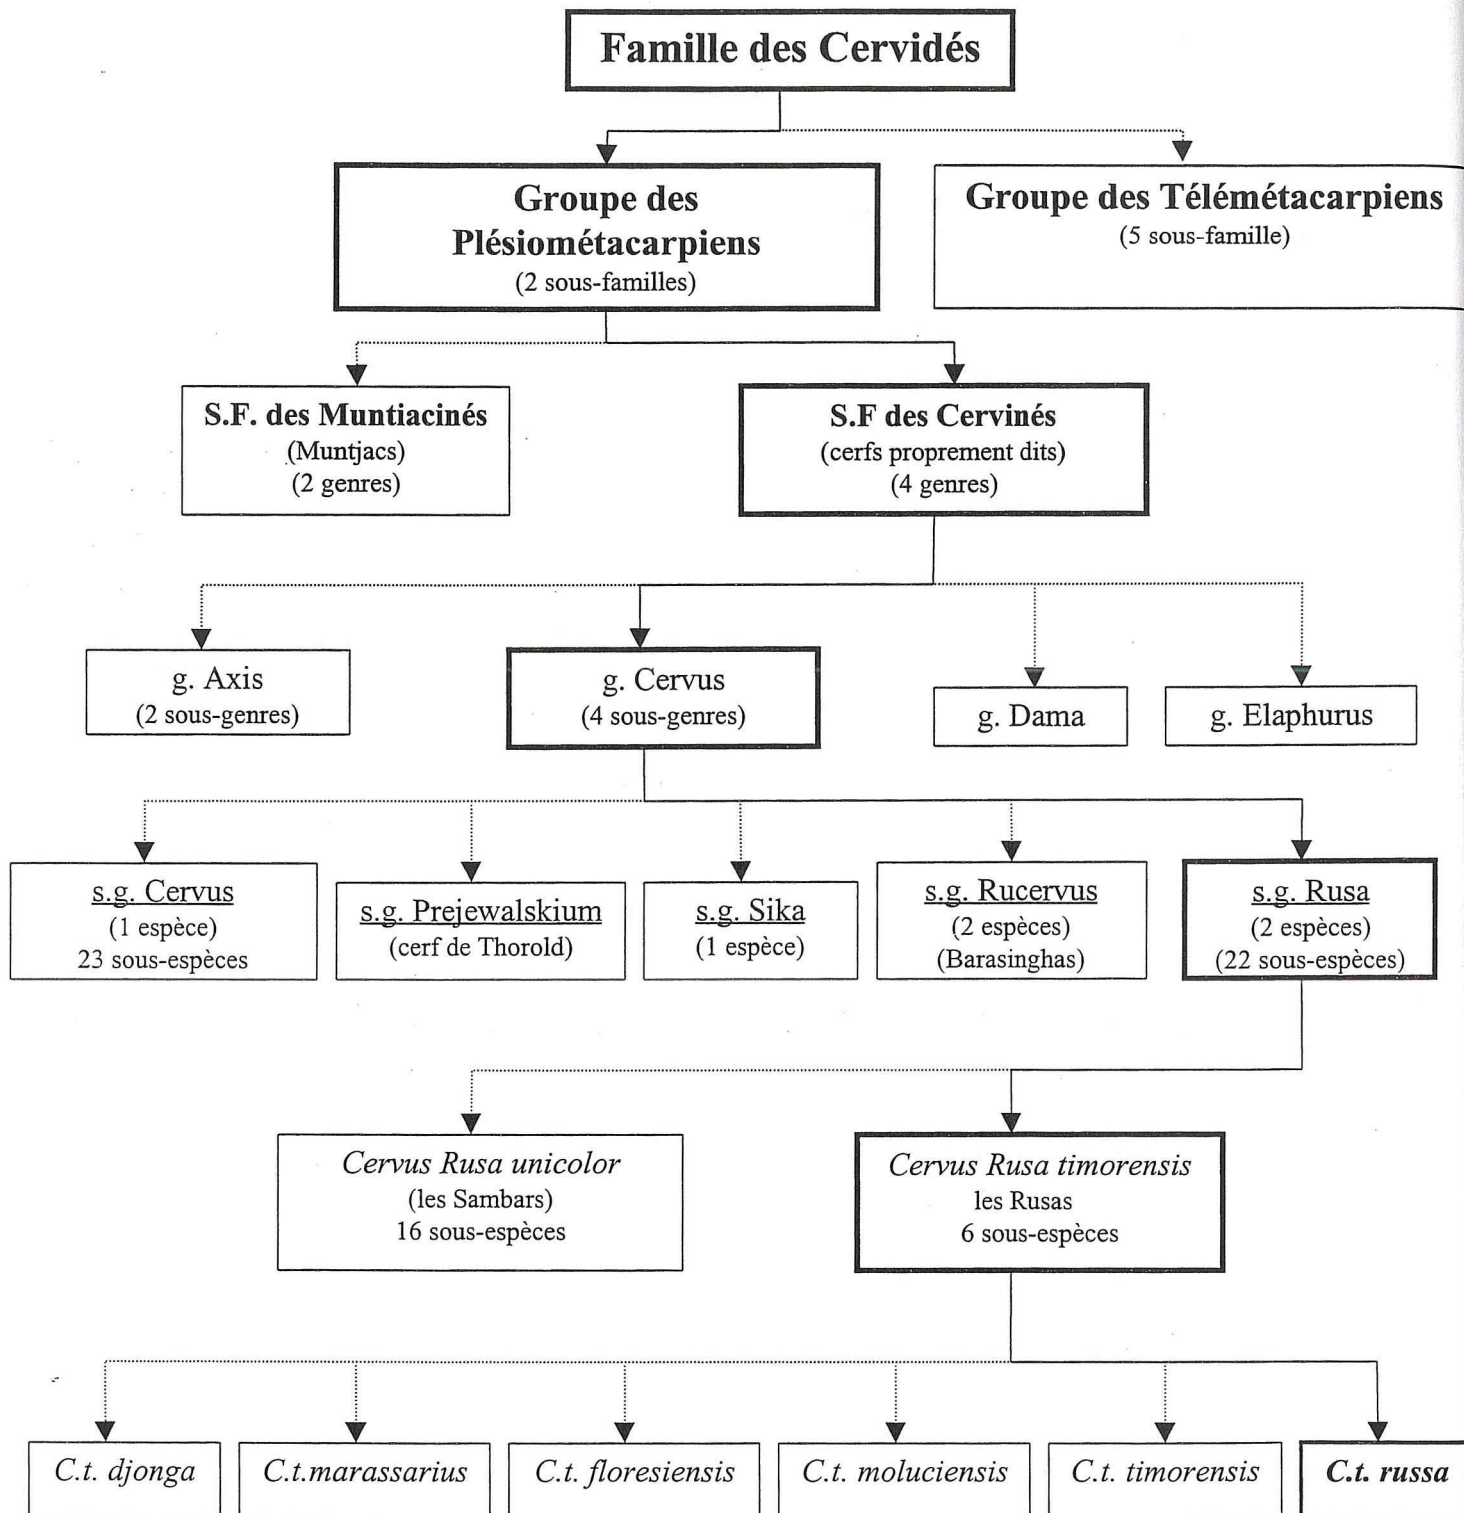 Famille des Cervidés
Groupe des
Plésiométacarpiens
(2 sous-familles)
Groupe des Télémétacarpiens
(5 sous-famille)
S.F. des Muntiacinés
(Muntjacs)
(2 genres)
S.F des Cervinés
(cerfs proprement dits)
(4 genres)
g. Axis
(2 sous-genres)
g. Cervus
(4 sous-genres)
g. Dama
g. Elaphurus
s.g. Cervus
(1 espèce)
23 sous-espèces
s.g. Prejewalskium
(cerf de Thorold)
s.g. Sika
(1 espèce)
s.g. Rucervus
(2 espèces)
(Barasinghas)
s.g. Rusa
(2 espèces)
(22 sous-espèces)
Cervus Rusa unicolor
(les Sambars)
16 sous-espèces
Cervus Rusa timorensis
les Rusas
6 sous-espèces
C.t. djonga
C.t.marassarius
C.t. floresiensis
C.t. moluciensis
C.t. timorensis
C.t. russa